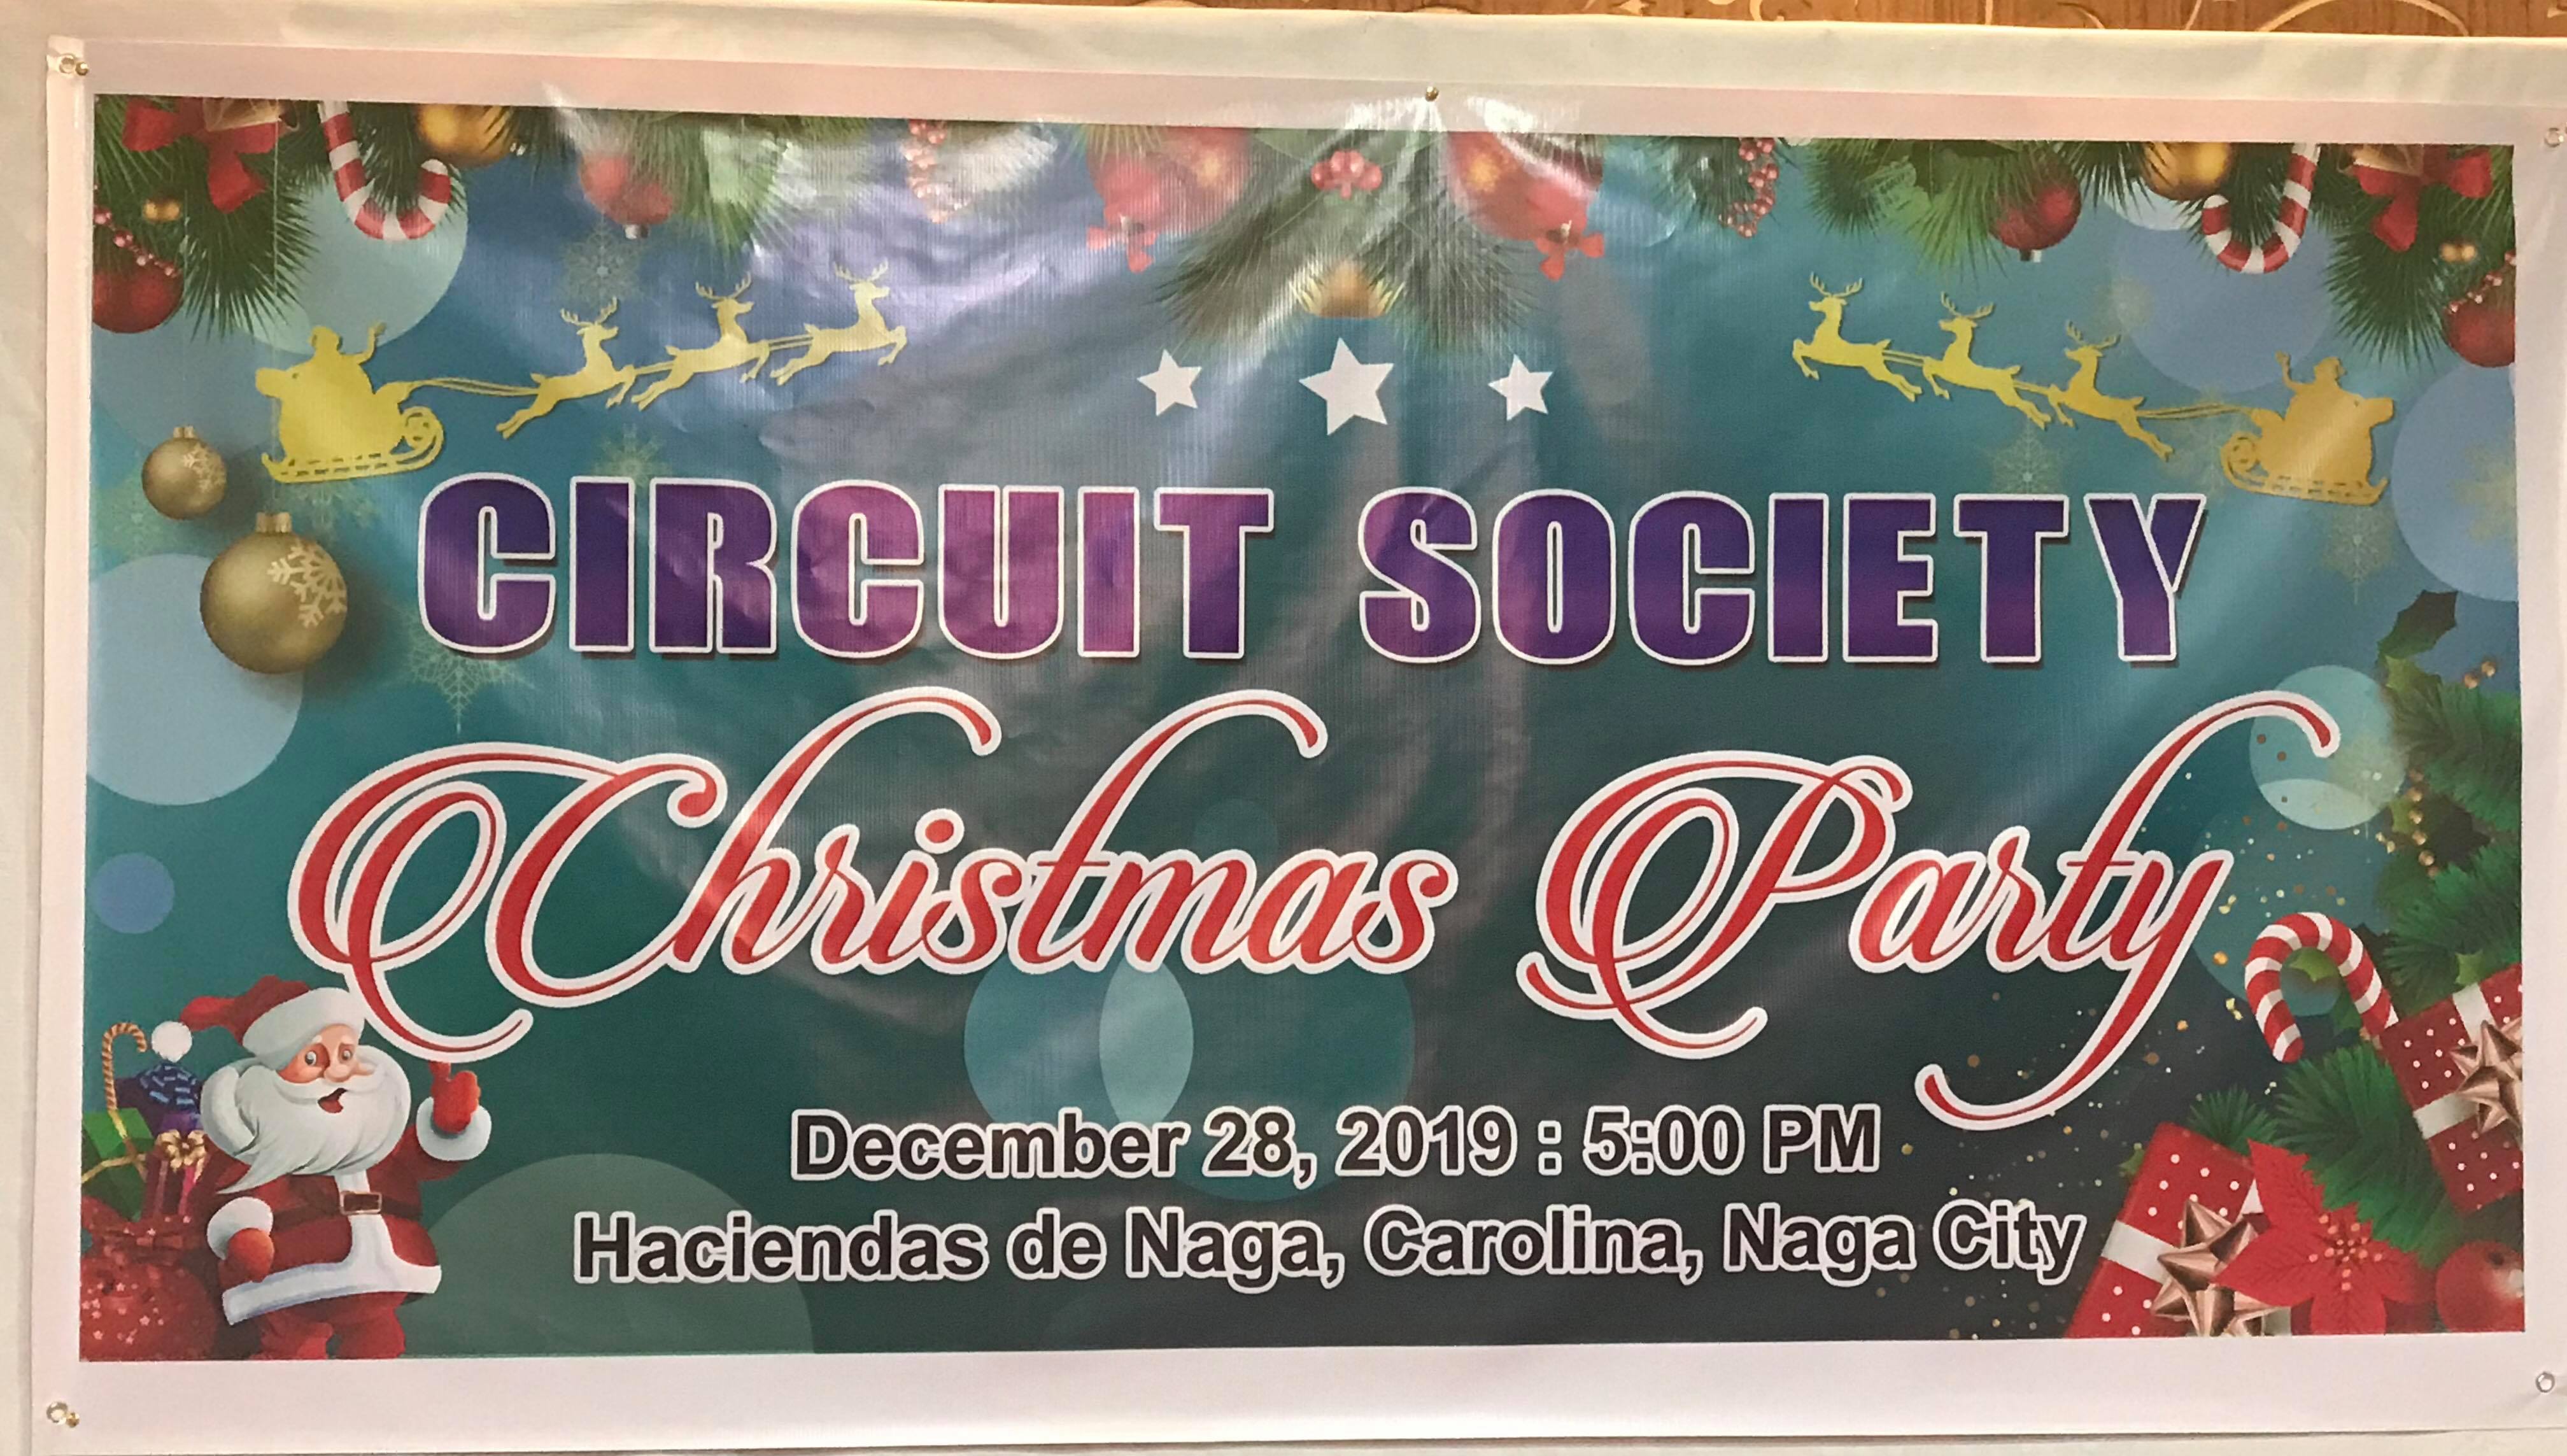 CIRCUIT SOCIETY
Christmas Party
December 28, 2019 : 5:00 PM
Haciendas de Naga, Carolina, Naga City